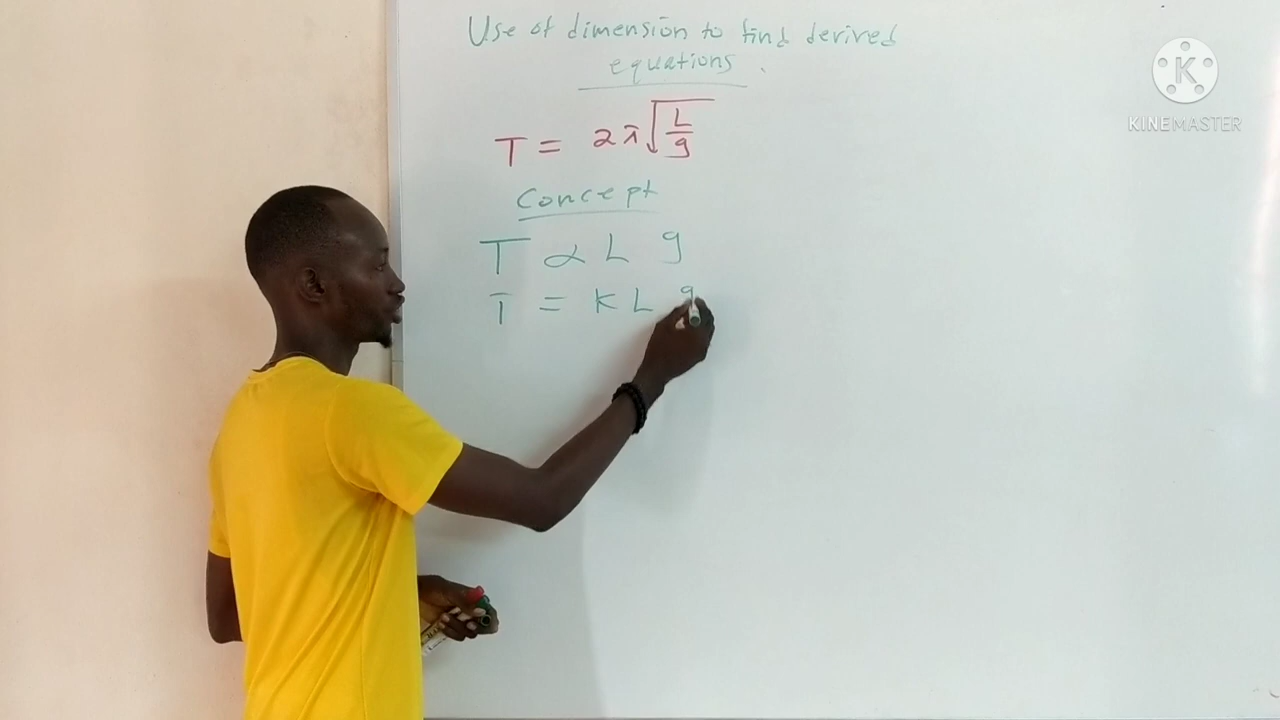 Use of dimension to find derived
equations.
T = 2π√(L/g)
Concept
T α L g
T = K L g
K
KINEMASTER